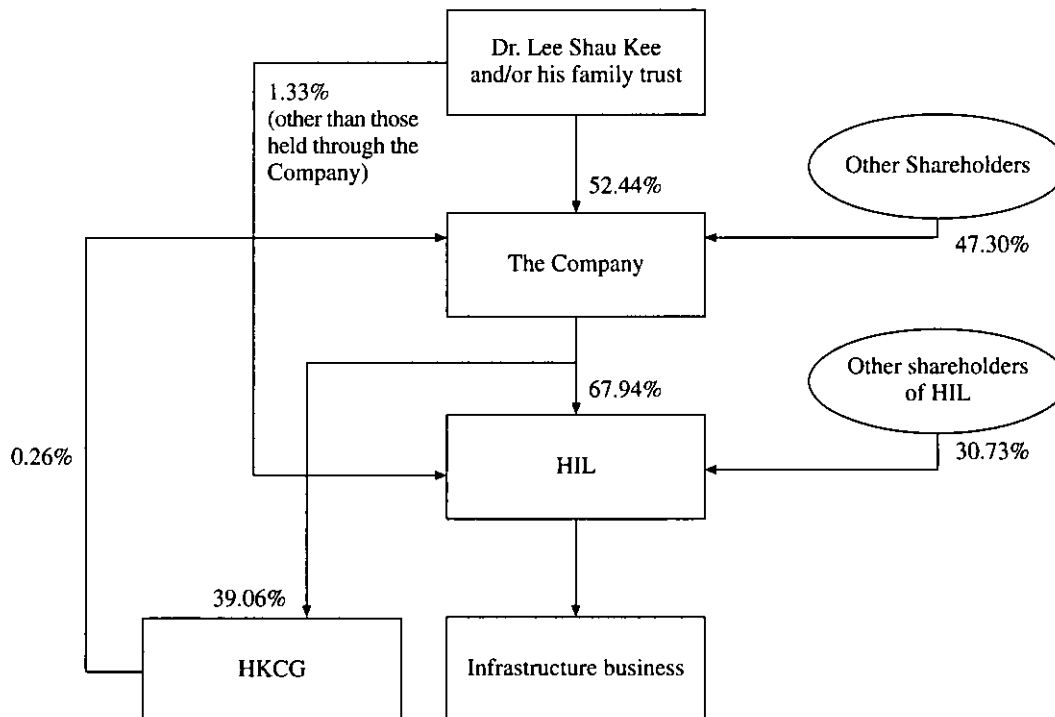 Dr. Lee Shau Kee
and/or his family trust
1.33%
(other than those
held through the
Company)
52.44%
Other Shareholders
47.30%
The Company
67.94%
Other shareholders
of HIL
30.73%
0.26%
HIL
39.06%
HKCG
Infrastructure business